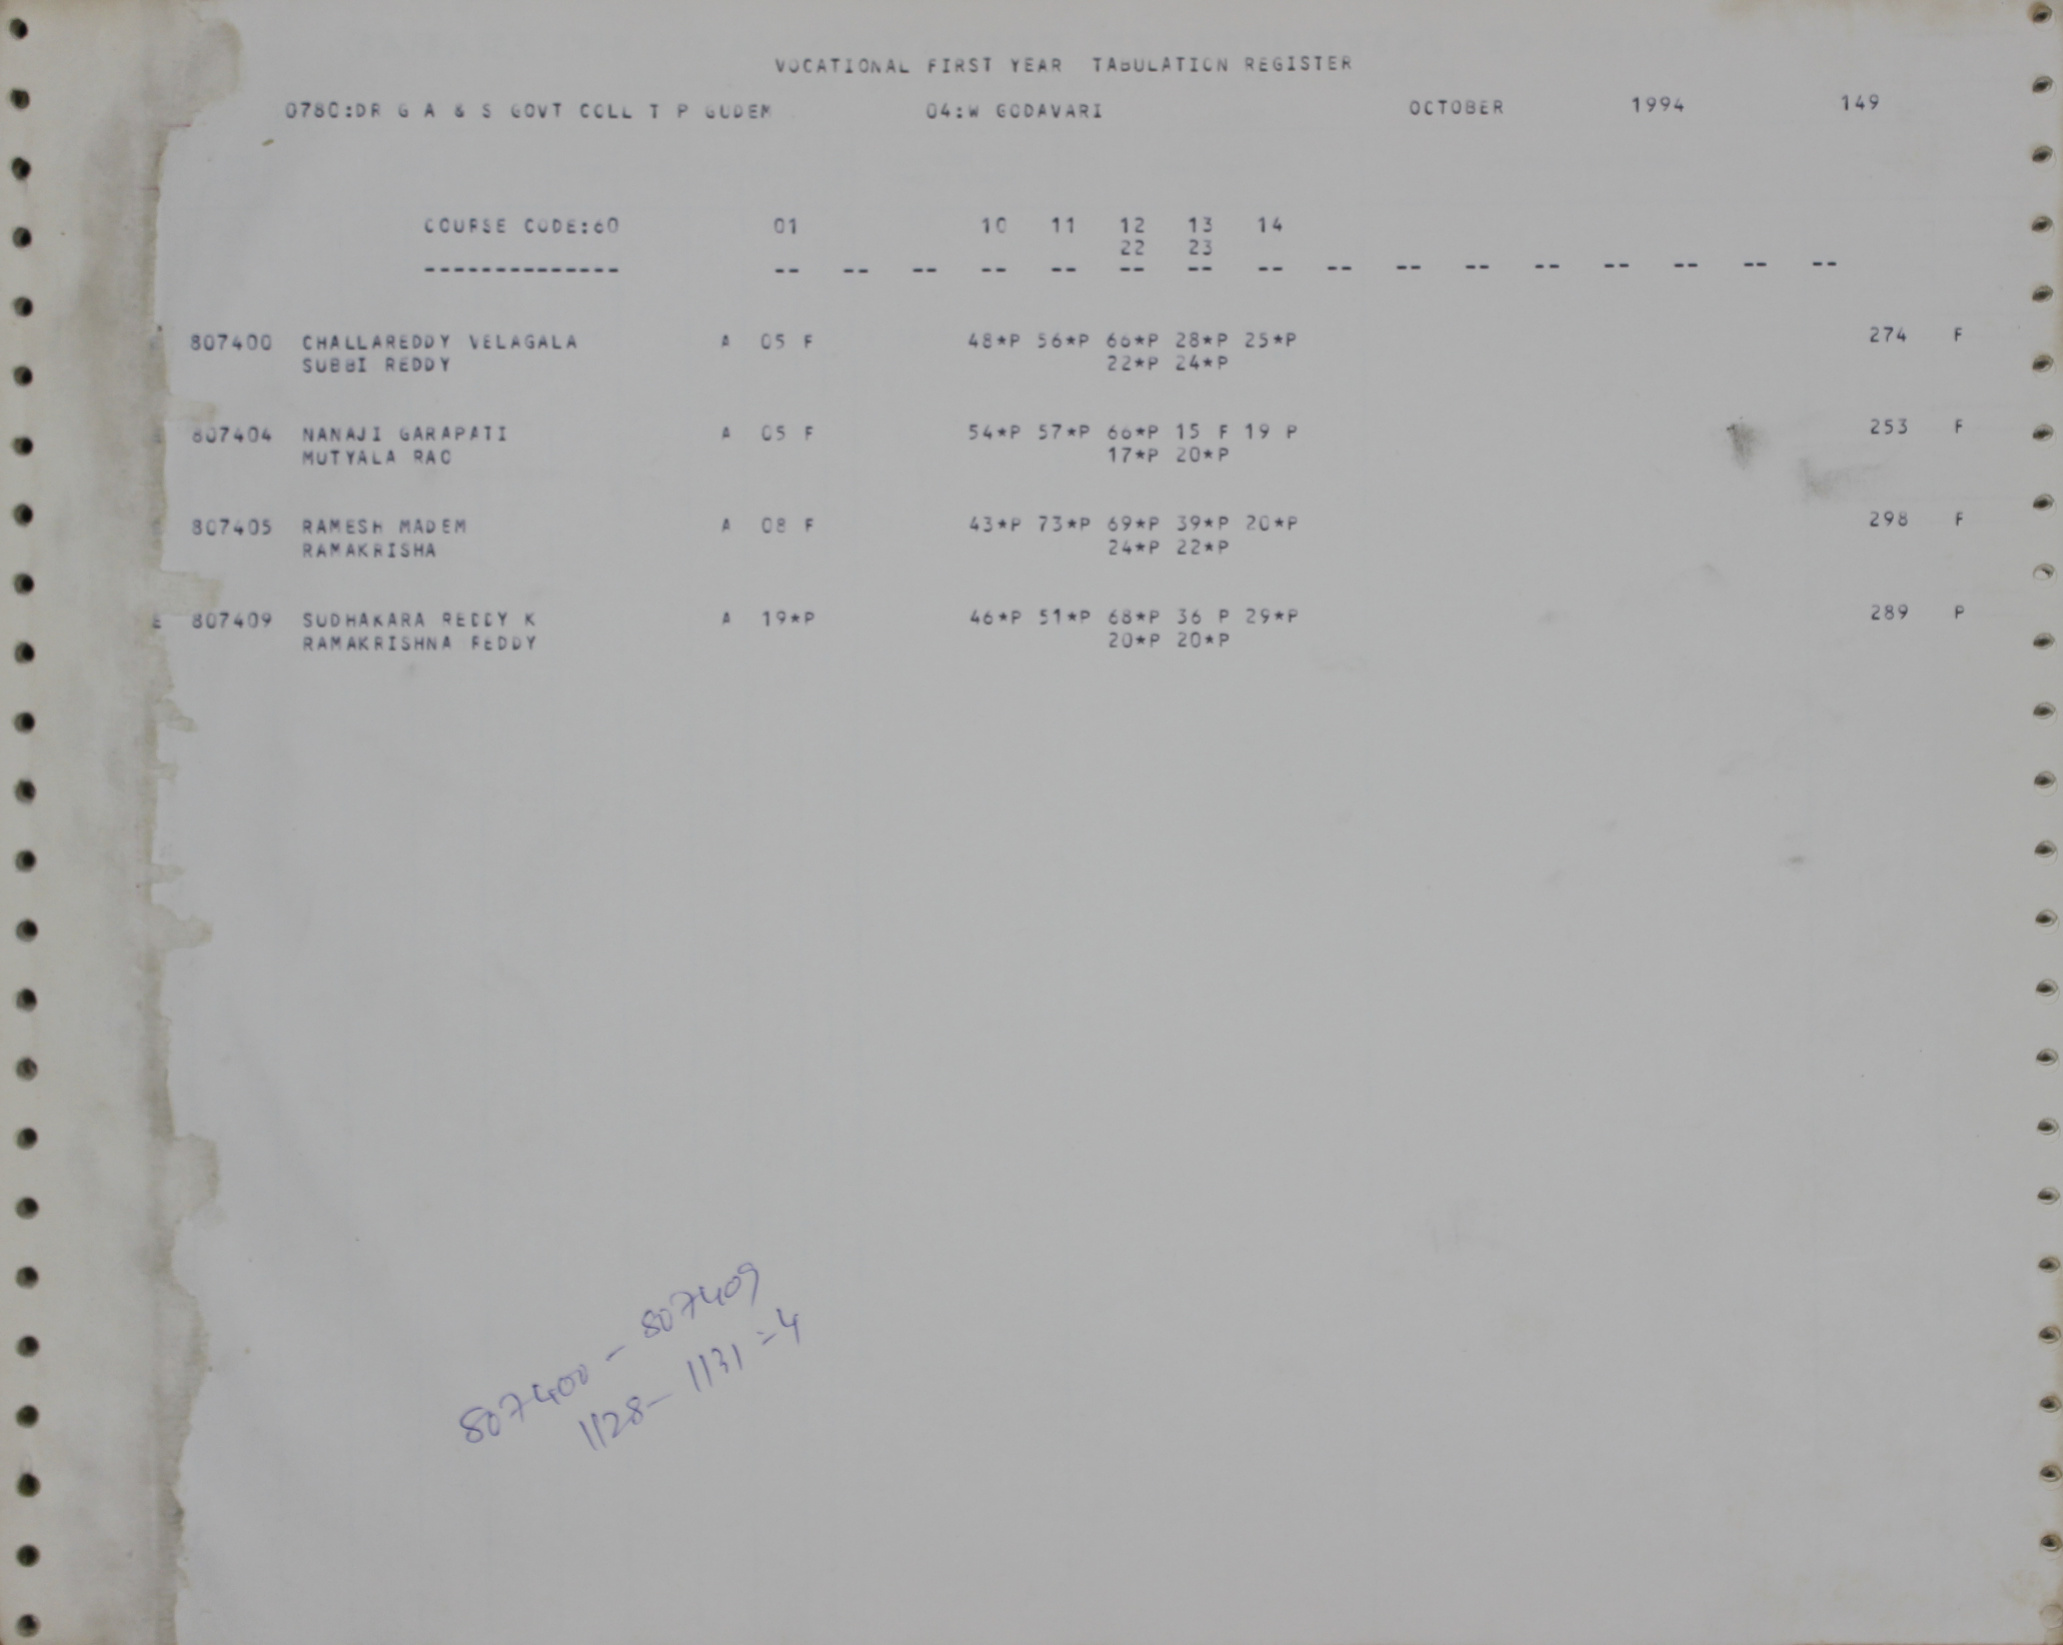 VOCATIONAL FIRST YEAR TABULATION REGISTER
0780:DR G A & S GOVT COLL T P GUDEM 04:W GODAVARI OCTOBER 1994 149
COURSE CODE:60 01 10 11 12 13 14
22 23
-------------- -- -- -- -- -- -- -- -- -- -- -- -- -- -- -- --
807400 CHALLAREDDY VELAGALA A 05 F 48*P 56*P 66*P 28*P 25*P 274 F
SUBBI REDDY 22*P 24*P
807404 NANAJI GARAPATI A 05 F 54*P 57*P 66*P 15 F 19 P 253 F
MUTYALA RAO 17*P 20*P
807405 RAMESH MADEM A 08 F 43*P 73*P 69*P 39*P 20*P 298 F
RAMAKRISHA 24*P 22*P
E 807409 SUDHAKARA REDDY K A 19*P 46*P 51*P 68*P 36 P 29*P 289 P
RAMAKRISHNA REDDY 20*P 20*P
807400 - 807409
1128 - 1131 = 4